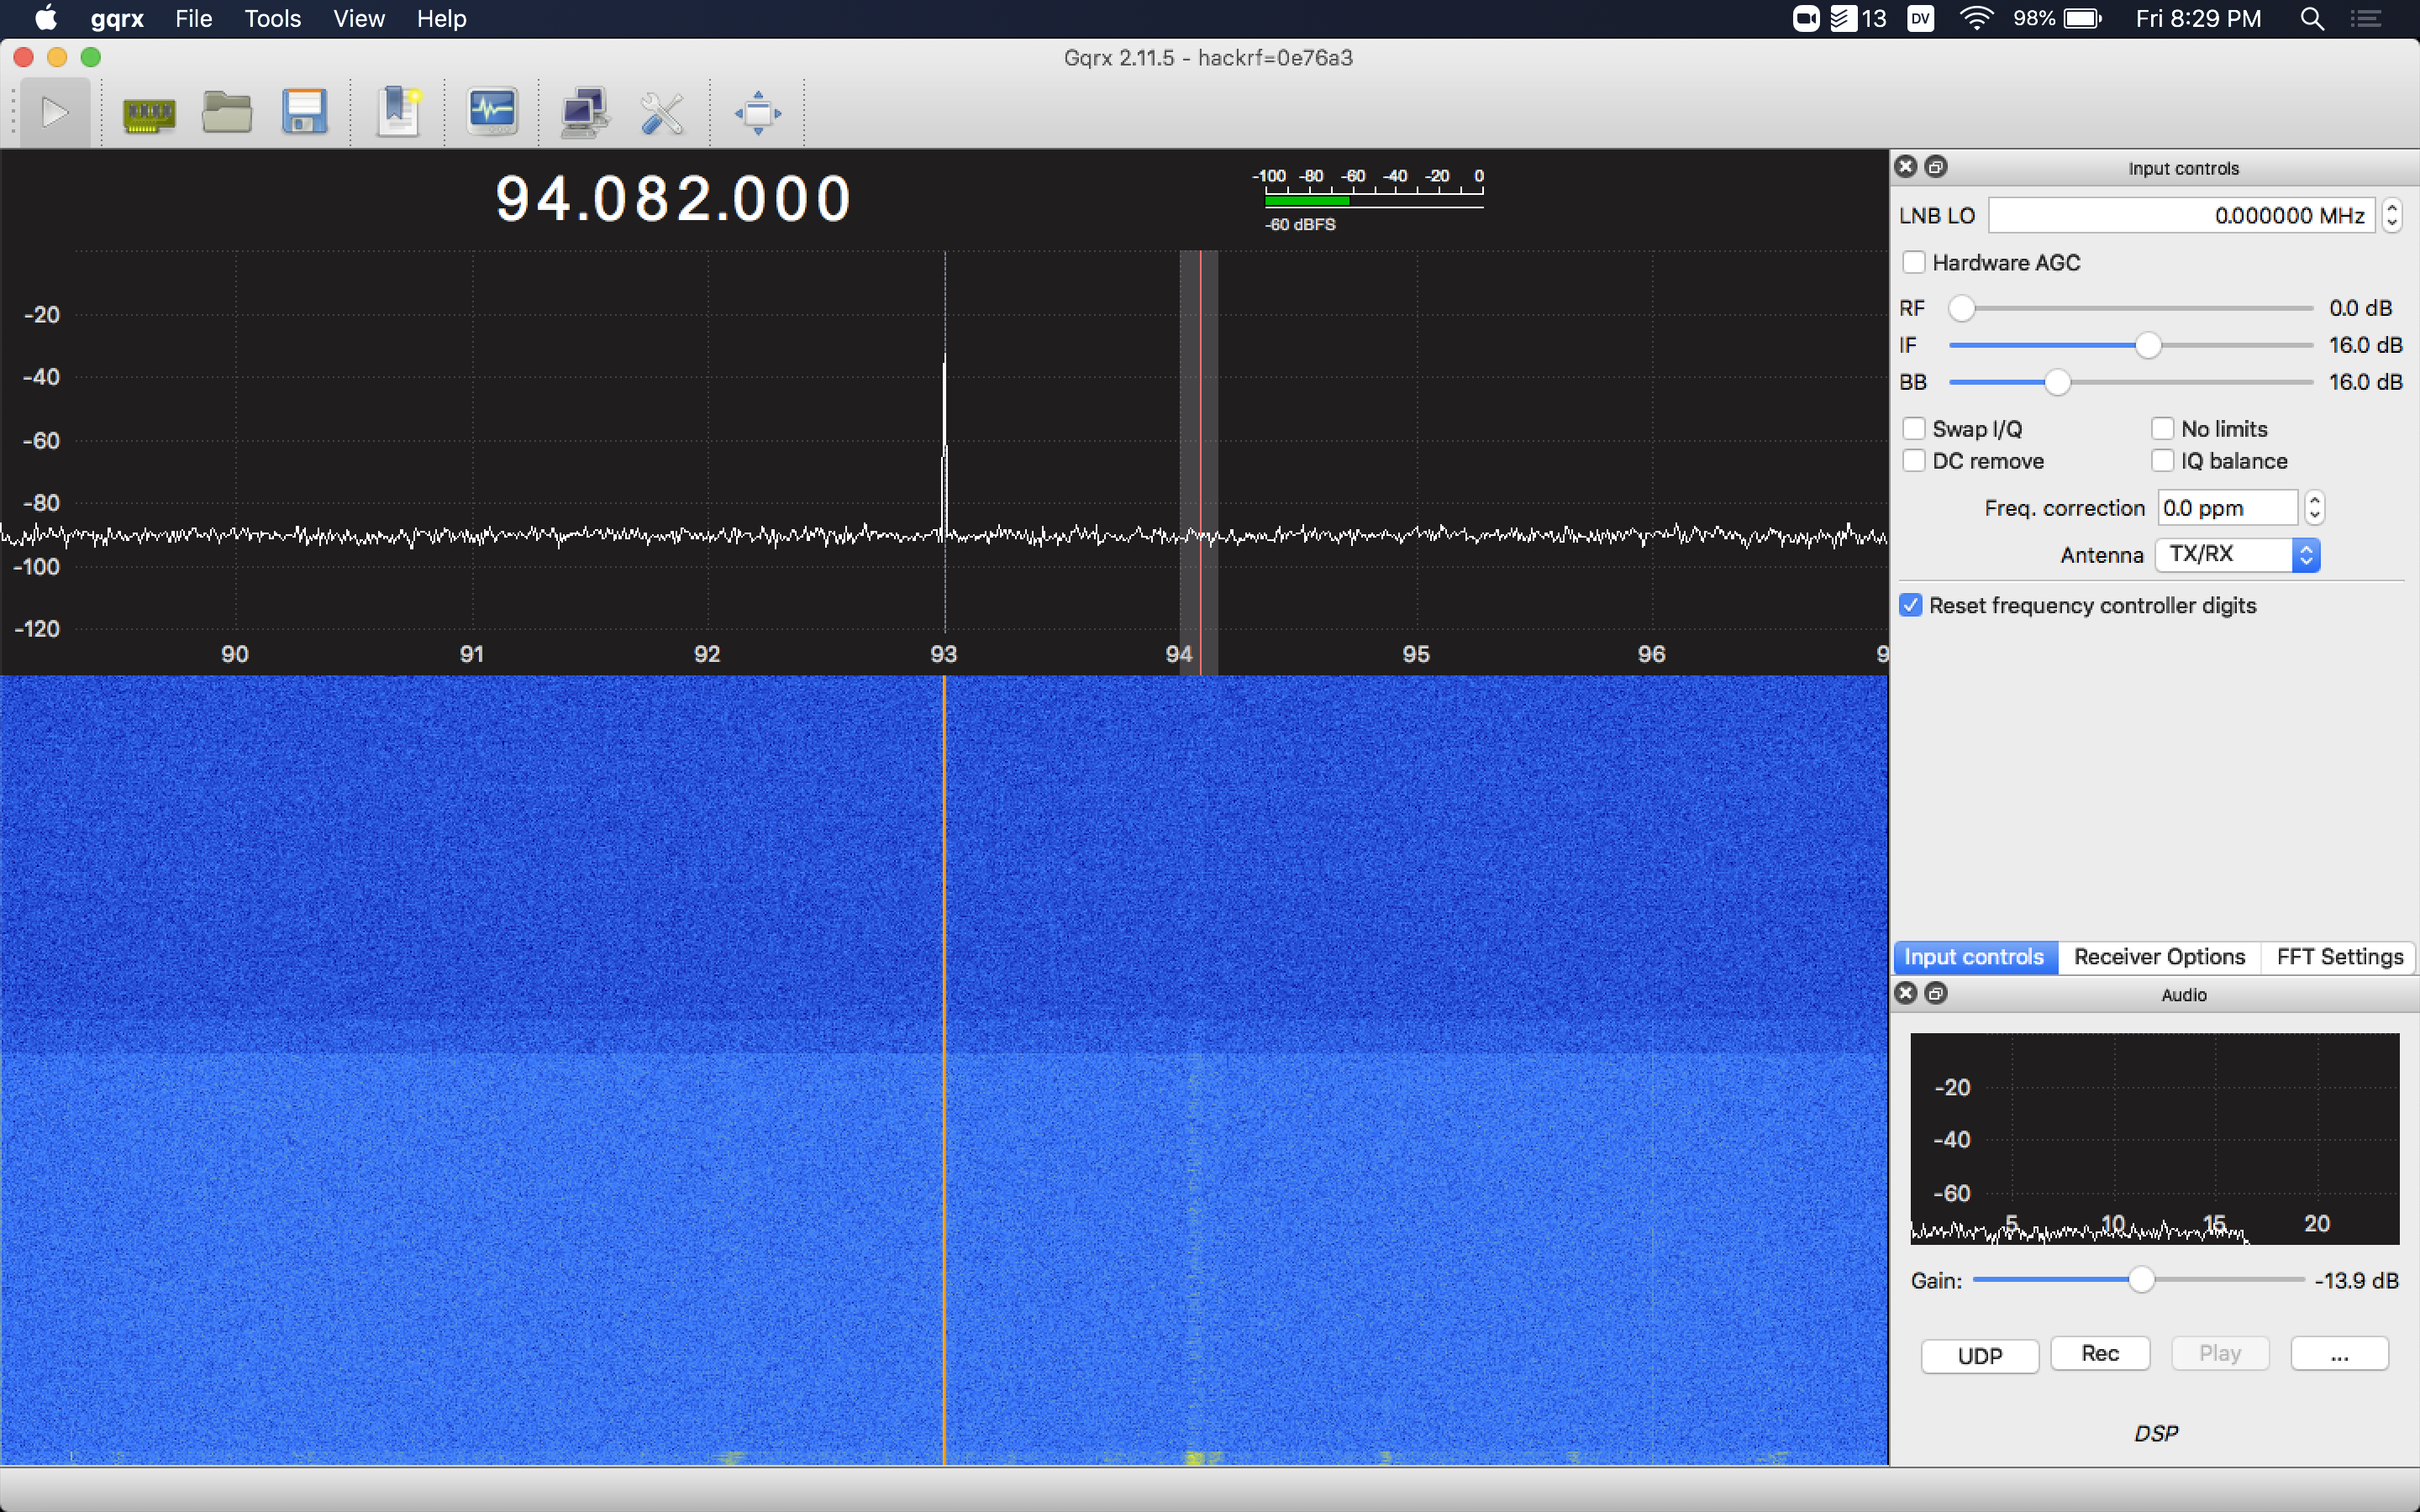 gqrx File Tools View Help 13 DV 98% Fri 8:29 PM
Gqrx 2.11.5 - hackrf=0e76a3
94.082.000
-100 -80 -60 -40 -20 0
-60 dBFS
-20
-40
-60
-80
-100
-120
90 91 92 93 94 95 96 9
Input controls
LNB LO 0.000000 MHz
Hardware AGC
RF 0.0 dB
IF 16.0 dB
BB 16.0 dB
Swap I/Q No limits
DC remove IQ balance
Freq. correction 0.0 ppm
Antenna TX/RX
Reset frequency controller digits
Input controls Receiver Options FFT Settings
Audio
-20
-40
-60
5 10 15 20
Gain: -13.9 dB
UDP Rec Play ...
DSP